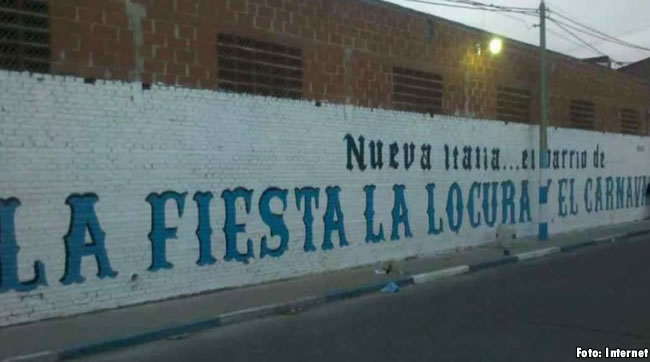 Nueva Italia...el barrio de
LA FIESTA LA LOCURA Y EL CARNAVA
Foto: Internet